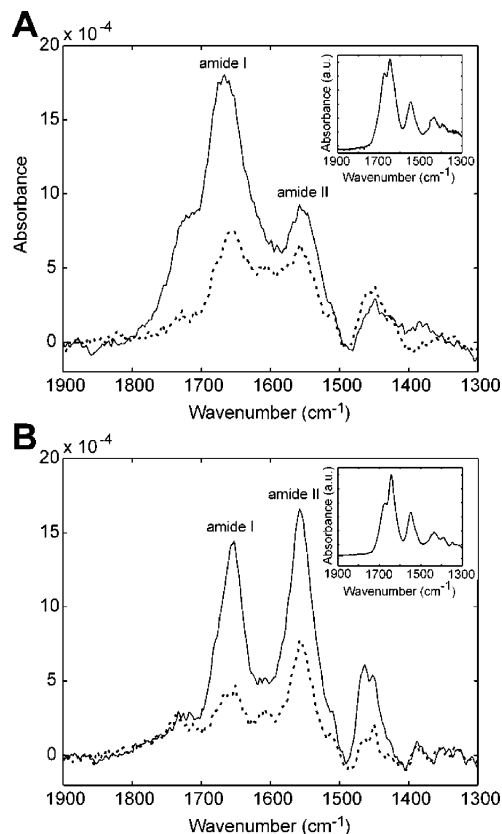 A
20 x 10-4
amide I
15
amide II
10
5
0
Absorbance
1900 1800 1700 1600 1500 1400 1300
Wavenumber (cm-1)
Absorbance (a.u.)
1900 1700 1500 1300
Wavenumber (cm-1)
B
20 x 10-4
amide II
amide I
15
10
5
0
1900 1800 1700 1600 1500 1400 1300
Wavenumber (cm-1)
Absorbance (a.u.)
1900 1700 1500 1300
Wavenumber (cm-1)